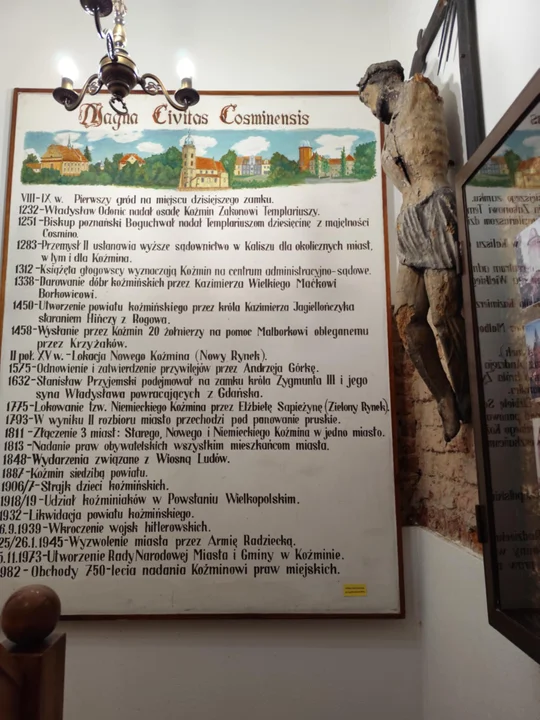 Magna Civitas Cosminensis
VIII-IX w. Pierwszy gród na miejscu dzisiejszego zamku.
1232-Władysław Odonic nadał osadę Koźmin Zakonowi Templariuszy.
1251-Biskup poznański Boguchwał nadał Templariuszom dziesięcinę z majętności
Cosmino.
1283-Przemysł II ustanawia wyższe sądownictwo w Kaliszu dla okolicznych miast,
w tym i dla Koźmina.
1312-Książęta głogowscy wyznaczają Koźmin na centrum administracyjno-sądowe.
1338-Darowanie dóbr koźmińskich przez Kazimierza Wielkiego Maćkowi
Borkowicowi.
1450-Utworzenie powiatu koźmińskiego przez króla Kazimierza Jagiellończyka
staraniem Hińczy z Rogowa.
1458-Wysłanie przez Koźmin 20 żołnierzy na pomoc Malborkowi obleganemu
przez Krzyżaków.
II poł. XV w.-Lokacja Nowego Koźmina (Nowy Rynek).
1575-Odnowienie i zatwierdzenie przywilejów przez Andrzeja Górkę.
1632-Stanisław Przyjemski podejmował na zamku króla Zygmunta III i jego
syna Władysława powracających z Gdańska.
1775-Lokowanie tzw. Niemieckiego Koźmina przez Elżbietę Sapieżynę (Zielony Rynek).
1793-W wyniku II rozbioru miasto przechodzi pod panowanie pruskie.
1811-Złączenie 3 miast: Starego, Nowego i Niemieckiego Koźmina w jedno miasto.
1813-Nadanie praw obywatelskich wszystkim mieszkańcom miasta.
1848-Wydarzenia związane z Wiosną Ludów.
1887-Koźmin siedzibą powiatu.
1906/7-Strajk dzieci koźmińskich.
1918/19-Udział koźminiaków w Powstaniu Wielkopolskim.
1932-Likwidacja powiatu koźmińskiego.
6.9.1939-Wkroczenie wojsk hitlerowskich.
25/26.1.1945-Wyzwolenie miasta przez Armię Radziecką.
5.11.1973-Utworzenie Rady Narodowej Miasta i Gminy w Koźminie.
982-Obchody 750-lecia nadania Koźminowi praw miejskich.